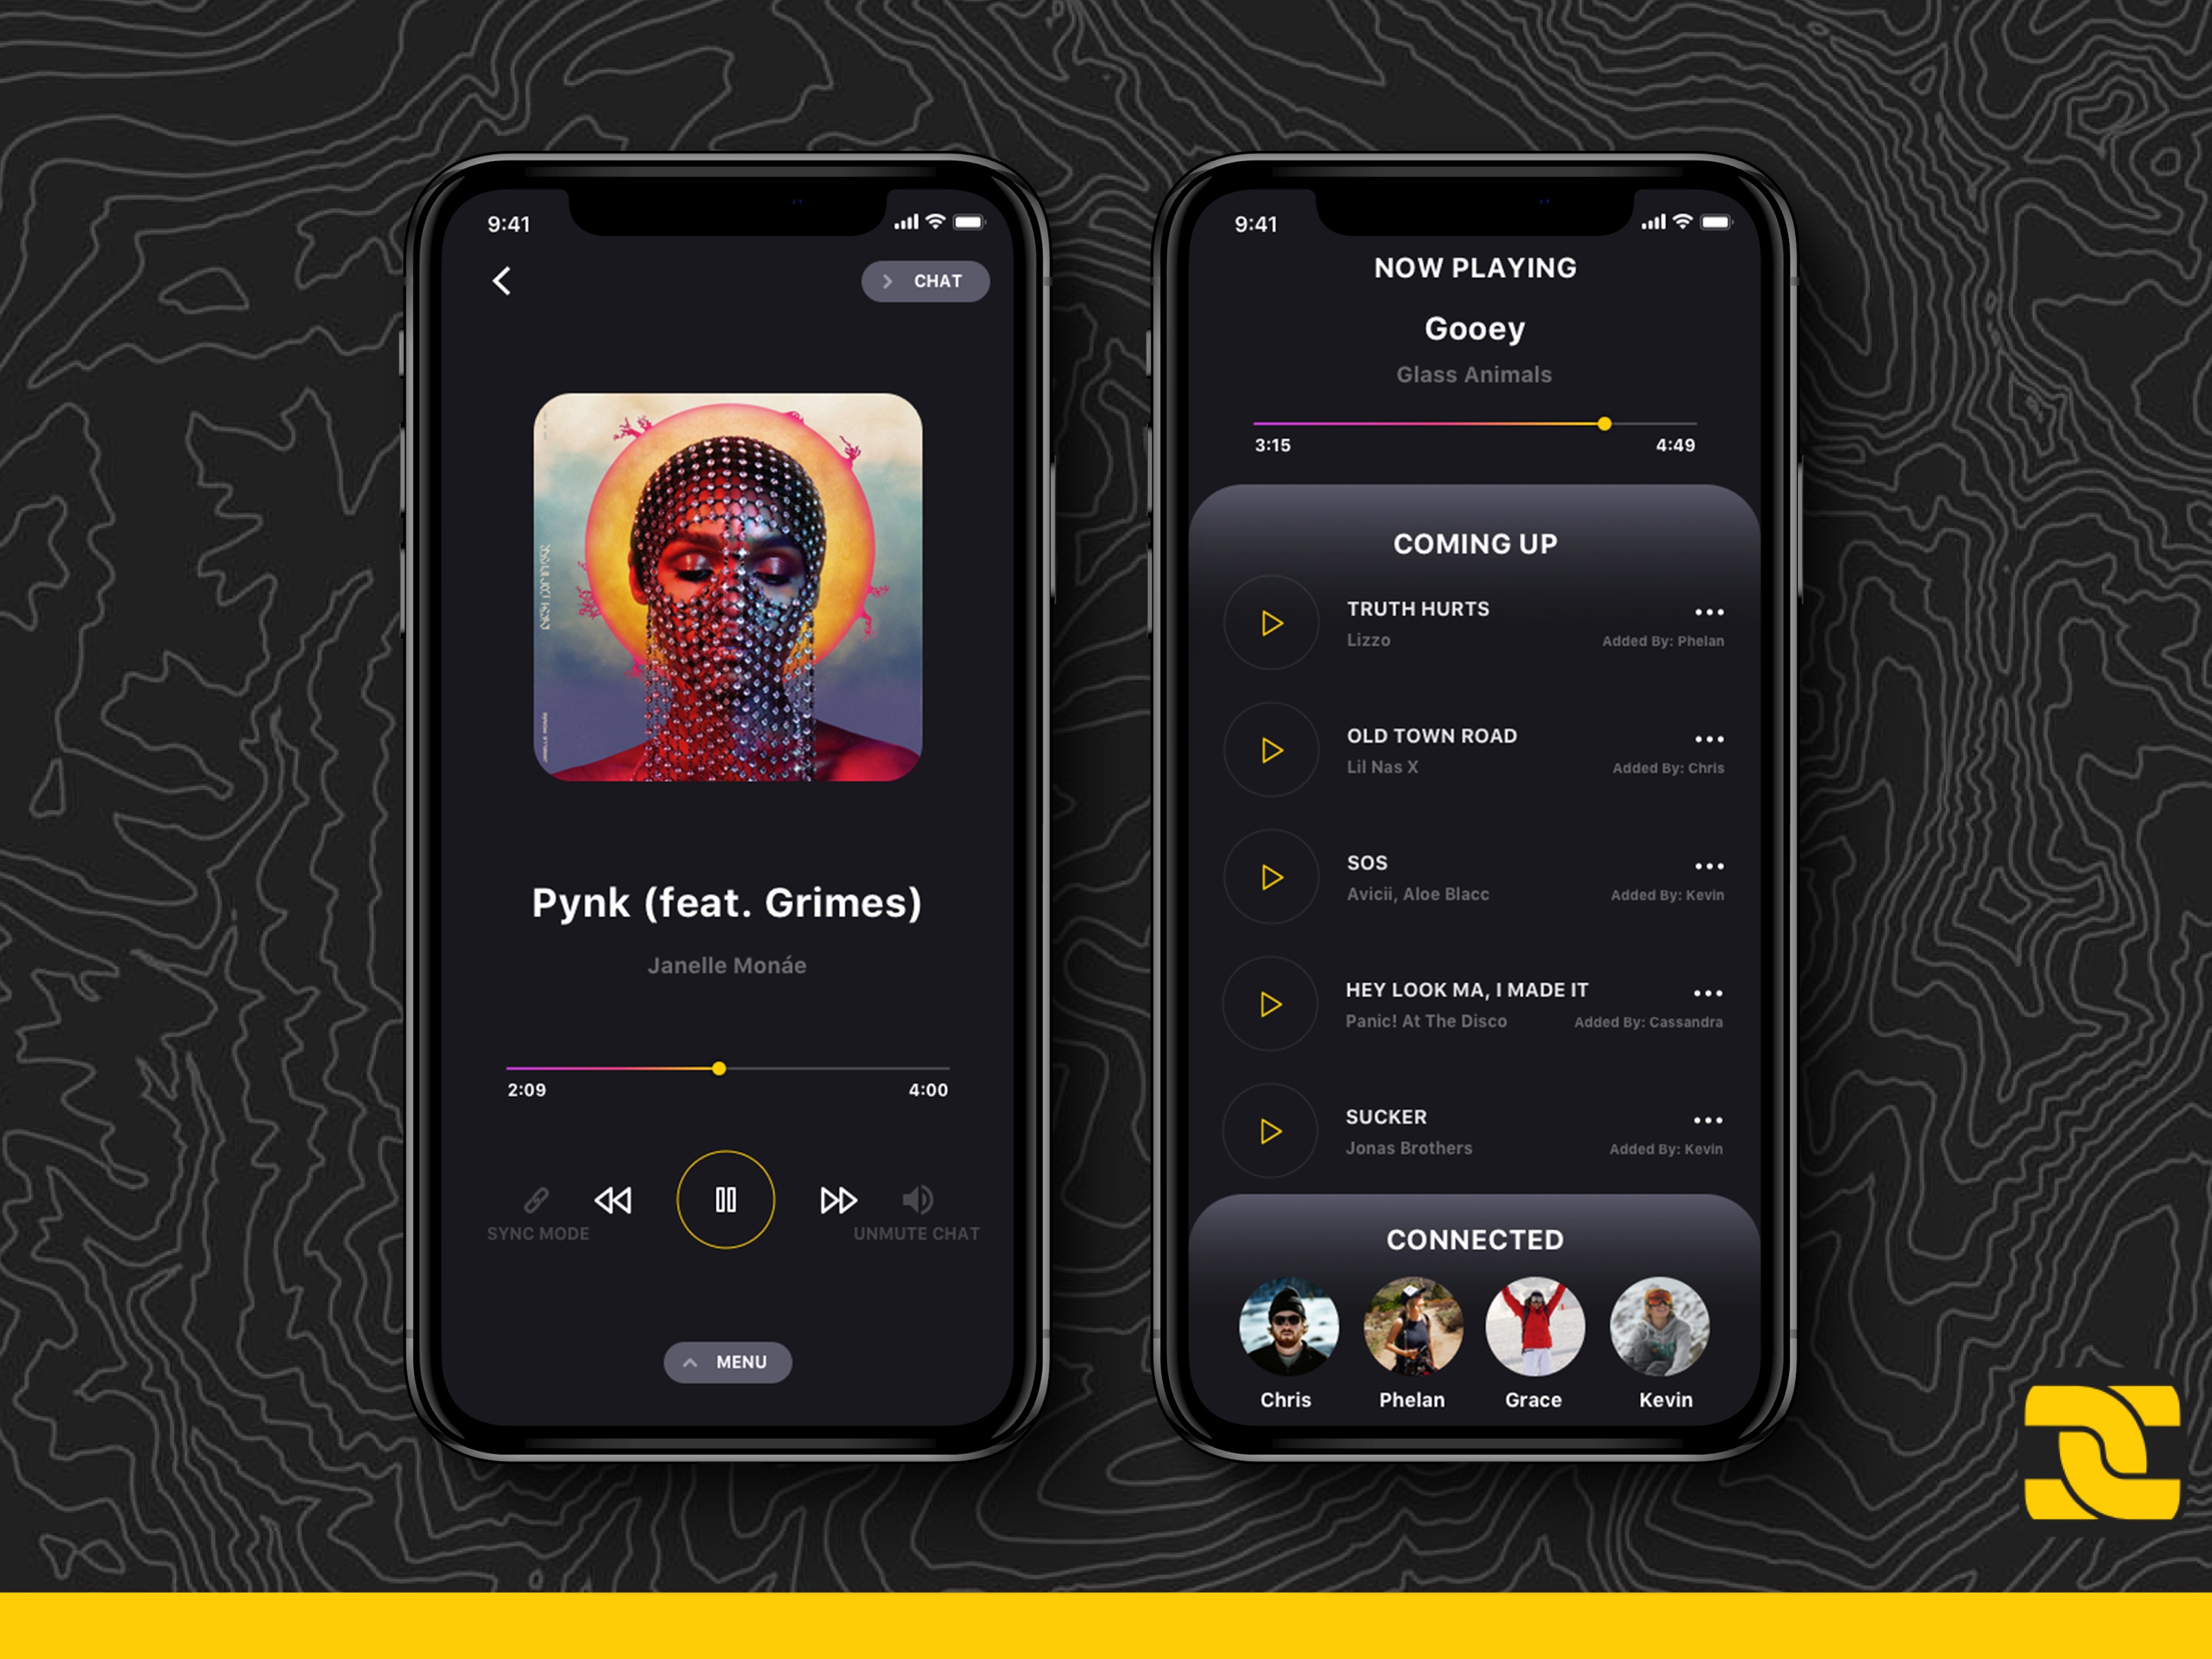 9:41
CHAT
Pynk (feat. Grimes)
Janelle Monáe
2:09
4:00
SYNC MODE
UNMUTE CHAT
MENU
9:41
NOW PLAYING
Gooey
Glass Animals
3:15
4:49
COMING UP
TRUTH HURTS
Lizzo
Added By: Phelan
OLD TOWN ROAD
Lil Nas X
Added By: Chris
SOS
Avicii, Aloe Blacc
Added By: Kevin
HEY LOOK MA, I MADE IT
Panic! At The Disco
Added By: Cassandra
SUCKER
Jonas Brothers
Added By: Kevin
CONNECTED
Chris
Phelan
Grace
Kevin